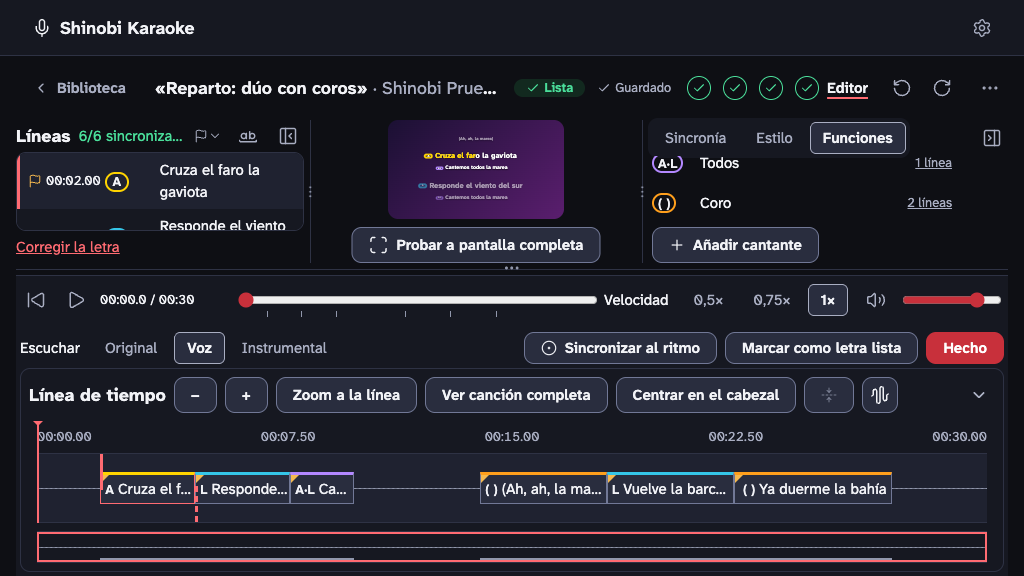 Shinobi Karaoke
Biblioteca
«Reparto: dúo con coros» · Shinobi Prue...
Lista
Guardado
Editor
Líneas 6/6 sincroniza...
ab
00:02.00 A Cruza el faro la gaviota
Responde el viento
Corregir la letra
(Ah, ah, la marea)
Cruza el faro la gaviota
Cantemos todos la marea
Responde el viento del sur
Cantemos todos la marea
Probar a pantalla completa
Sincronía Estilo Funciones
A·L Todos 1 línea
( ) Coro 2 líneas
Añadir cantante
00:00.0 / 00:30
Velocidad 0,5× 0,75× 1×
Escuchar Original Voz Instrumental
Sincronizar al ritmo
Marcar como letra lista
Hecho
Línea de tiempo − + Zoom a la línea Ver canción completa Centrar en el cabezal
00:00.00 00:07.50 00:15.00 00:22.50 00:30.00
A Cruza el f... L Responde... A·L Ca... ( ) (Ah, ah, la ma... L Vuelve la barc... ( ) Ya duerme la bahía